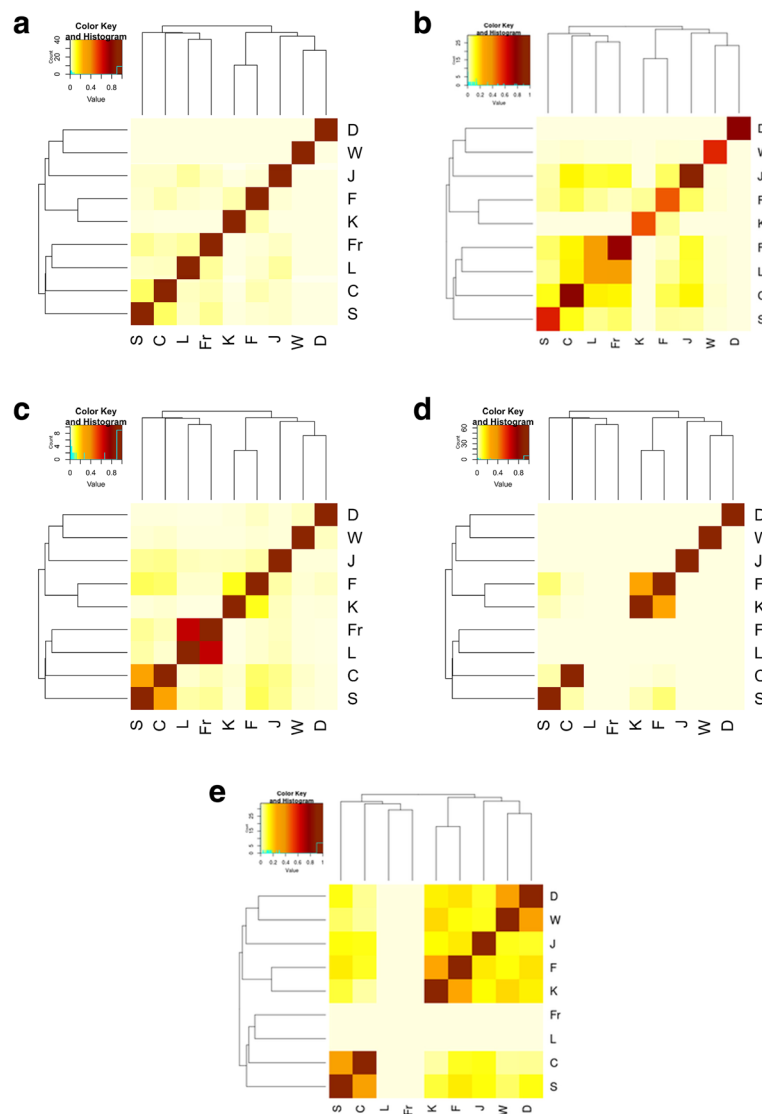 a
Color Key
and Histogram
Count
0 20 40
0 0.4 0.8
Value
D
W
J
F
K
Fr
L
C
S
S C L Fr K F J W D
b
Color Key
and Histogram
Count
0 5 15 25
0 0.2 0.4 0.6 0.8 1
Value
D
W
J
F
K
F
L
C
S
S C L Fr K F J W D
c
Color Key
and Histogram
Count
0 4 8
0 0.4 0.8
Value
D
W
J
F
K
Fr
L
C
S
S C L Fr K F J W D
d
Color Key
and Histogram
Count
0 30 60
0 0.4 0.8
Value
D
W
J
F
K
F
L
C
S
S C L Fr K F J W D
e
Color Key
and Histogram
Count
0 5 15 25
0 0.2 0.4 0.6 0.8 1
Value
D
W
J
F
K
Fr
L
C
S
S C L Fr K F J W D